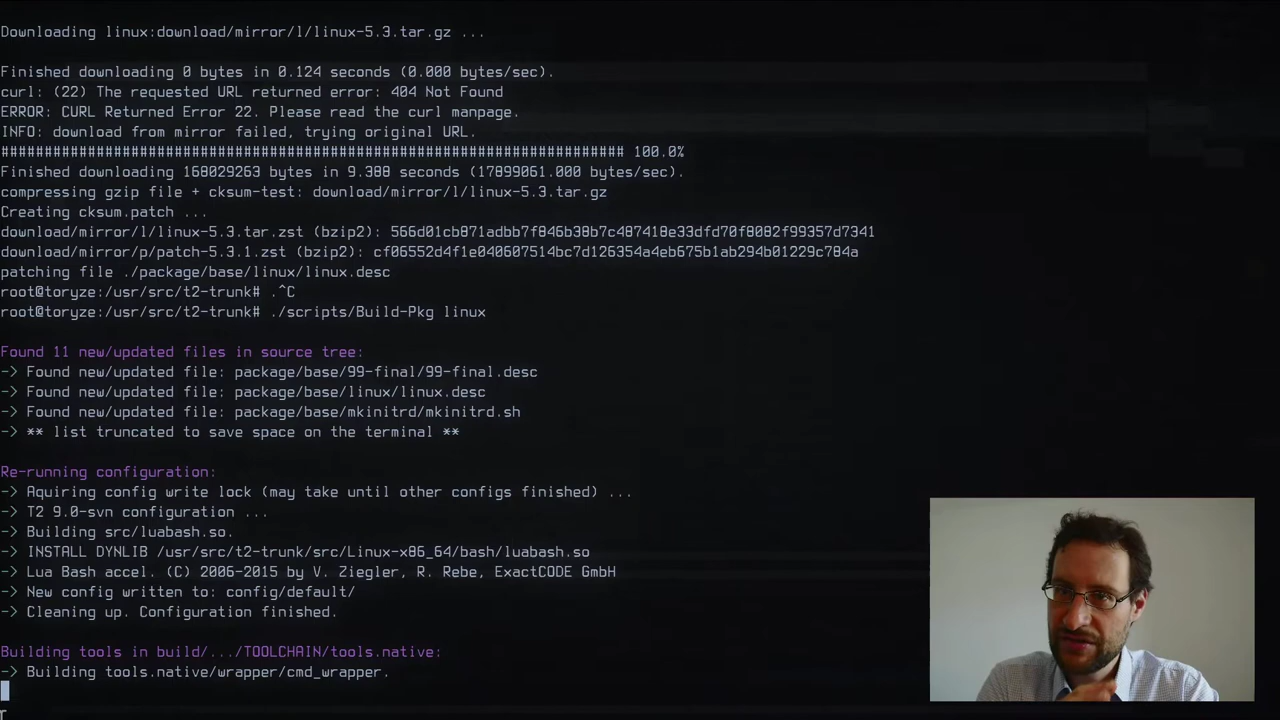 Downloading linux:download/mirror/l/linux-5.3.tar.gz ...
Finished downloading 0 bytes in 0.124 seconds (0.000 bytes/sec).
curl: (22) The requested URL returned error: 404 Not Found
ERROR: CURL Returned Error 22. Please read the curl manpage.
INFO: download from mirror failed, trying original URL.
######################################################################## 100.0%
Finished downloading 168029263 bytes in 9.388 seconds (17899061.000 bytes/sec).
compressing gzip file + cksum-test: download/mirror/l/linux-5.3.tar.gz
Creating cksum.patch ...
download/mirror/l/linux-5.3.tar.zst (bzip2): 566d01cb871adbb7f846b38b7c487418e33dfd70f8082f99357d7341
download/mirror/p/patch-5.3.1.zst (bzip2): cf06552d4f1e040607514bc7d126354a4eb675b1ab294b01229c784a
patching file ./package/base/linux/linux.desc
root@toryze:/usr/src/t2-trunk# .^C
root@toryze:/usr/src/t2-trunk# ./scripts/Build-Pkg linux
Found 11 new/updated files in source tree:
-> Found new/updated file: package/base/99-final/99-final.desc
-> Found new/updated file: package/base/linux/linux.desc
-> Found new/updated file: package/base/mkinitrd/mkinitrd.sh
-> ** list truncated to save space on the terminal **
Re-running configuration:
-> Aquiring config write lock (may take until other configs finished) ...
-> T2 9.0-svn configuration ...
-> Building src/luabash.so.
-> INSTALL DYNLIB /usr/src/t2-trunk/src/Linux-x86_64/bash/luabash.so
-> Lua Bash accel. (C) 2006-2015 by V. Ziegler, R. Rebe, ExactCODE GmbH
-> New config written to: config/default/
-> Cleaning up. Configuration finished.
Building tools in build/.../TOOLCHAIN/tools.native:
-> Building tools.native/wrapper/cmd_wrapper.